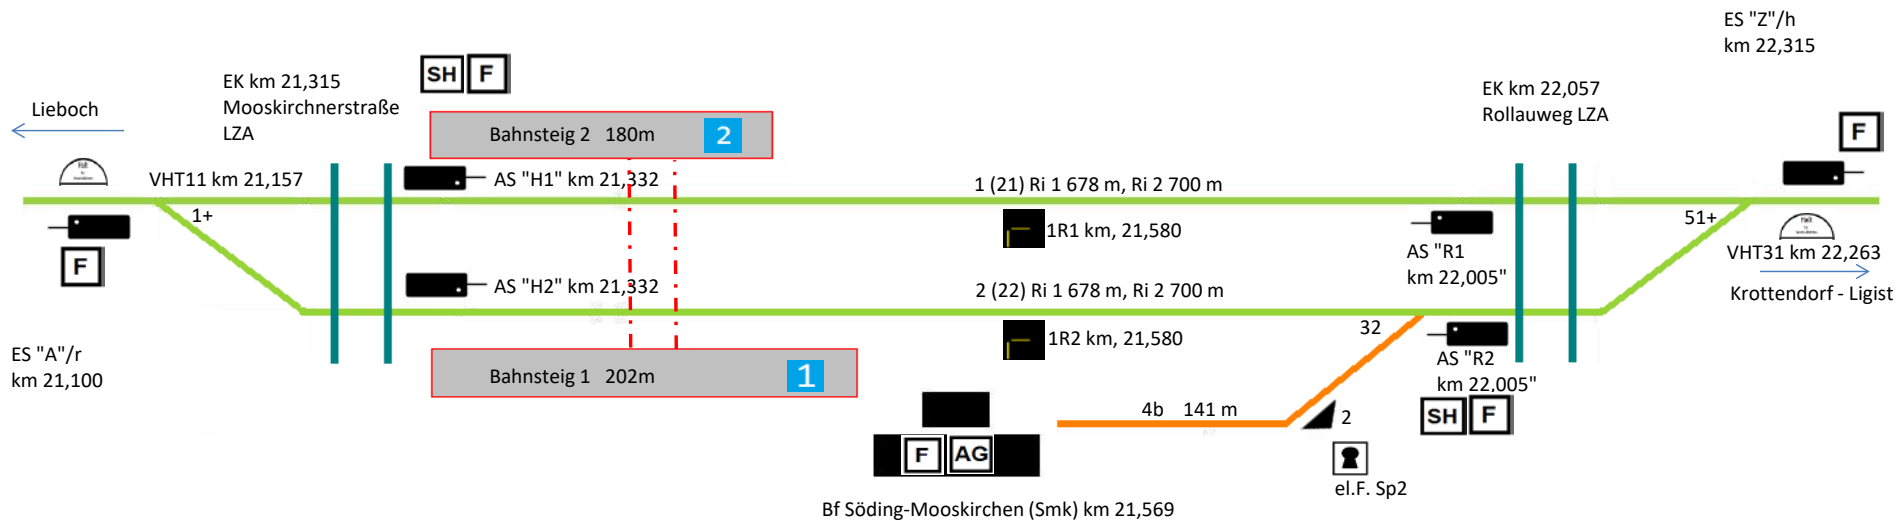 ES "Z"/h
km 22,315
SH F
EK km 21,315
Mooskirchnerstraße
LZA
EK km 22,057
Rollauweg LZA
Lieboch
F
Bahnsteig 2 180m 2
Halt
VHT11 km 21,157
AS "H1" km 21,332
1 (21) Ri 1 678 m, Ri 2 700 m
1+
51+
Halt
F
1R1 km, 21,580
AS "R1
km 22,005"
VHT31 km 22,263
AS "H2" km 21,332
2 (22) Ri 1 678 m, Ri 2 700 m
Krottendorf - Ligist
32
1R2 km, 21,580
ES "A"/r
km 21,100
AS "R2
km 22,005"
Bahnsteig 1 202m 1
4b 141 m
2
SH F
F AG
el.F. Sp2
Bf Söding-Mooskirchen (Smk) km 21,569